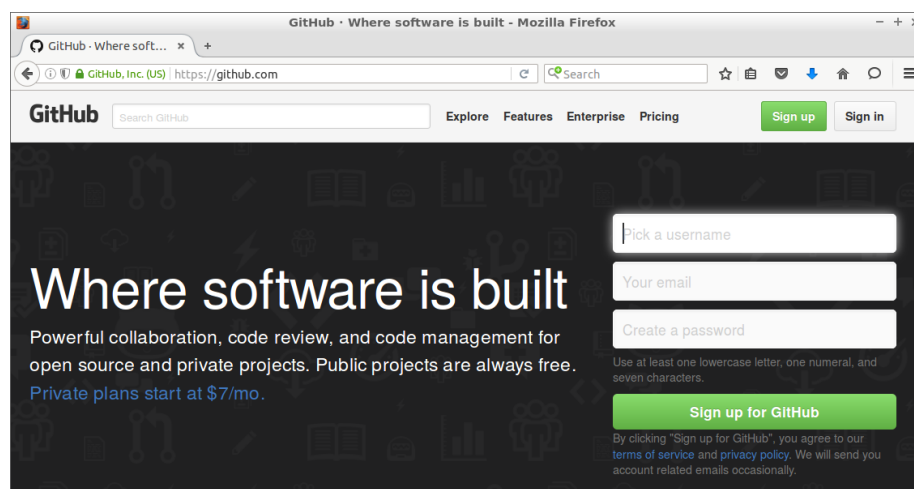 GitHub · Where software is built - Mozilla Firefox
GitHub · Where soft...
GitHub, Inc. (US) https://github.com Search
GitHub Search GitHub Explore Features Enterprise Pricing Sign up Sign in
Pick a username
Your email
Create a password
Use at least one lowercase letter, one numeral, and
seven characters.
Sign up for GitHub
By clicking "Sign up for GitHub", you agree to our
terms of service and privacy policy. We will send you
account related emails occasionally.
Where software is built
Powerful collaboration, code review, and code management for
open source and private projects. Public projects are always free.
Private plans start at $7/mo.